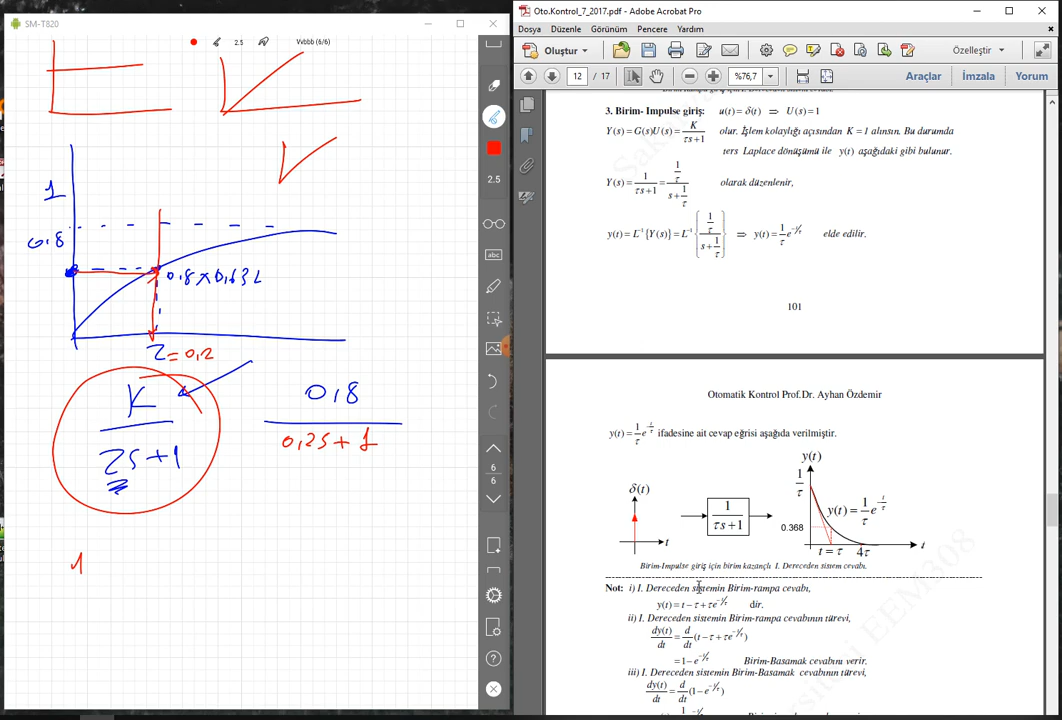 SM-T820
2.5
Vvbbb (6/6)
1
0,8
0,8x0,632
τ = 0,2
K
τs+1
0,8
0,2s + 1
1
2.5
abc
6
6
Oto.Kontrol_7_2017.pdf - Adobe Acrobat Pro
Dosya Düzenle Görünüm Pencere Yardım
Oluştur
Özelleştir
12 / 17
%76,7
Araçlar İmzala Yorum
3. Birim- Impulse giriş: u(t) = δ(t) ⇒ U(s) = 1
Y(s) = G(s)U(s) = K/(τs+1) olur. İşlem kolaylığı açısından K = 1 alınsın. Bu durumda
ters Laplace dönüşümü ile y(t) aşağıdaki gibi bulunur.
Y(s) = 1/(τs+1) = (1/τ)/(s+1/τ) olarak düzenlenir,
y(t) = L⁻¹{Y(s)} = L⁻¹{(1/τ)/(s+1/τ)} ⇒ y(t) = 1/τ e^(-t/τ) elde edilir.
101
Otomatik Kontrol Prof.Dr. Ayhan Özdemir
y(t) = 1/τ e^(-t/τ) ifadesine ait cevap eğrisi aşağıda verilmiştir.
δ(t)
t
1/(τs+1)
y(t)
1/τ
y(t) = 1/τ e^(-t/τ)
0.368
t = τ 4τ
t
Birim-Impulse giriş için birim kazançlı I. Dereceden sistem cevabı.
Not: i) I. Dereceden sistemin Birim-rampa cevabı,
y(t) = t − τ + τe^(-t/τ) dir.
ii) I. Dereceden sistemin Birim-rampa cevabının türevi,
dy(t)/dt = d/dt (t − τ + τe^(-t/τ))
= 1 − e^(-t/τ) Birim-Basamak cevabını verir.
iii) I. Dereceden sistemin Birim-Basamak cevabının türevi,
dy(t)/dt = d/dt (1 − e^(-t/τ))